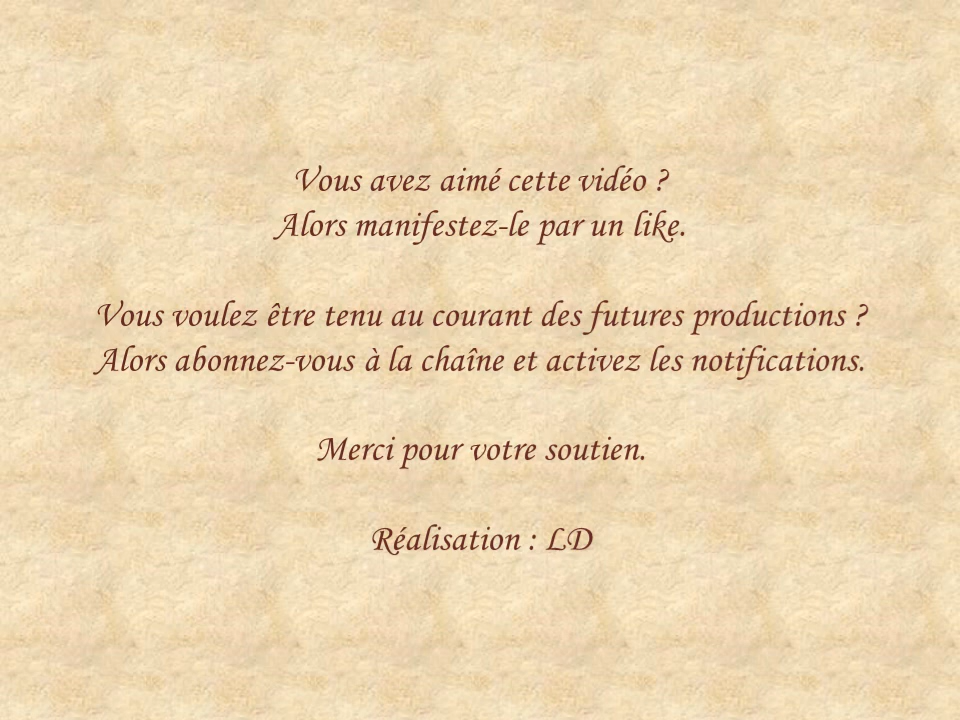 Vous avez aimé cette vidéo ?
Alors manifestez-le par un like.
Vous voulez être tenu au courant des futures productions ?
Alors abonnez-vous à la chaîne et activez les notifications.
Merci pour votre soutien.
Réalisation : LD